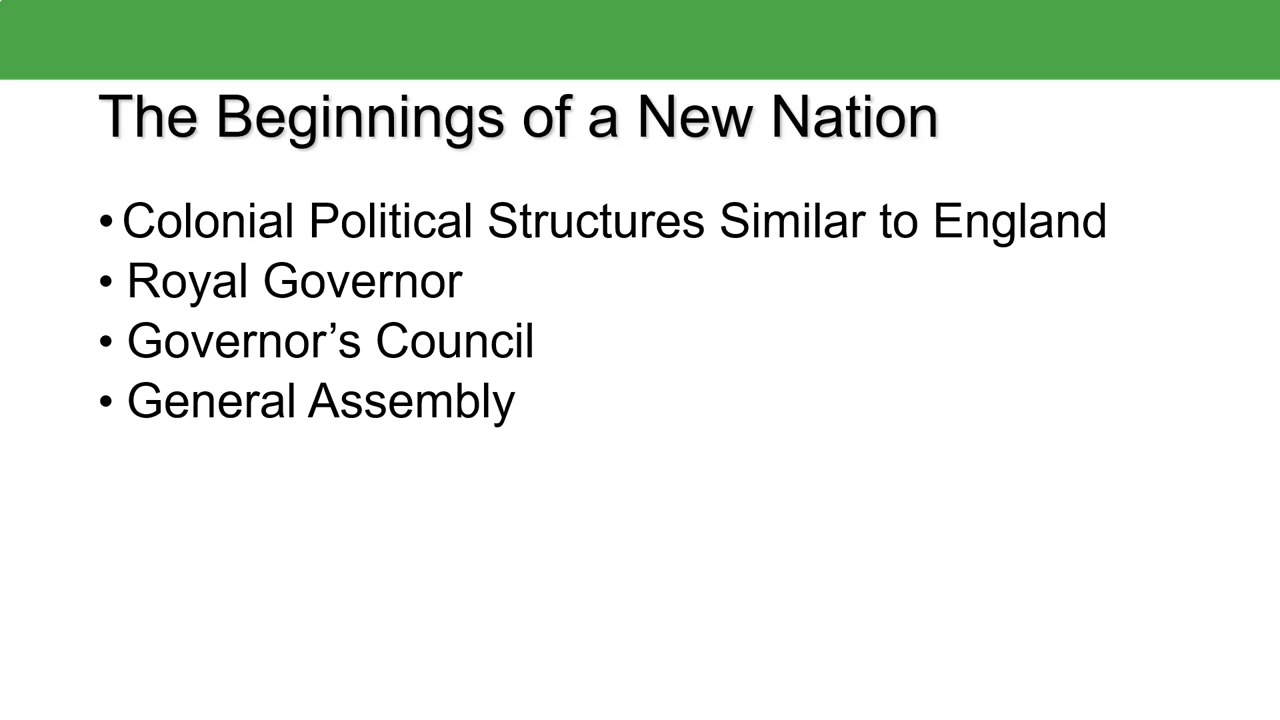 The Beginnings of a New Nation
• Colonial Political Structures Similar to England
• Royal Governor
• Governor’s Council
• General Assembly